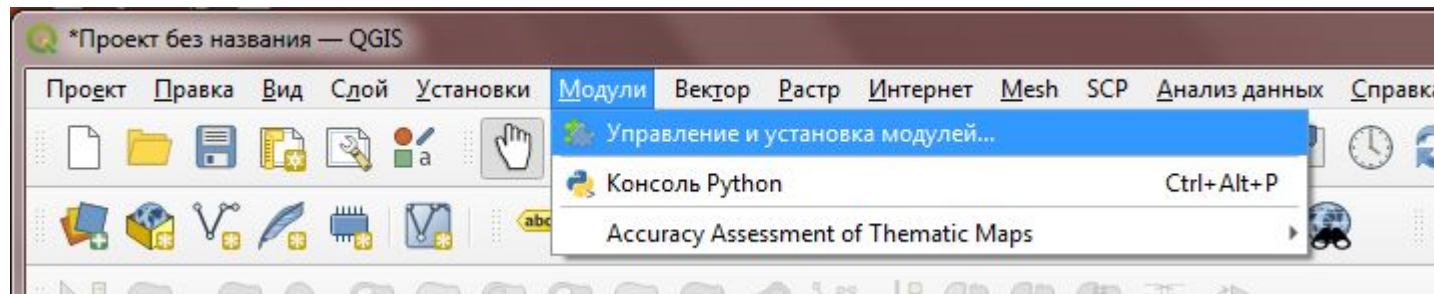 *Проект без названия — QGIS
Проект Правка Вид Слой Установки Модули Вектор Растр Интернет Mesh SCP Анализ данных Справка
Управление и установка модулей...
a
Консоль Python Ctrl+Alt+P
abc
Accuracy Assessment of Thematic Maps